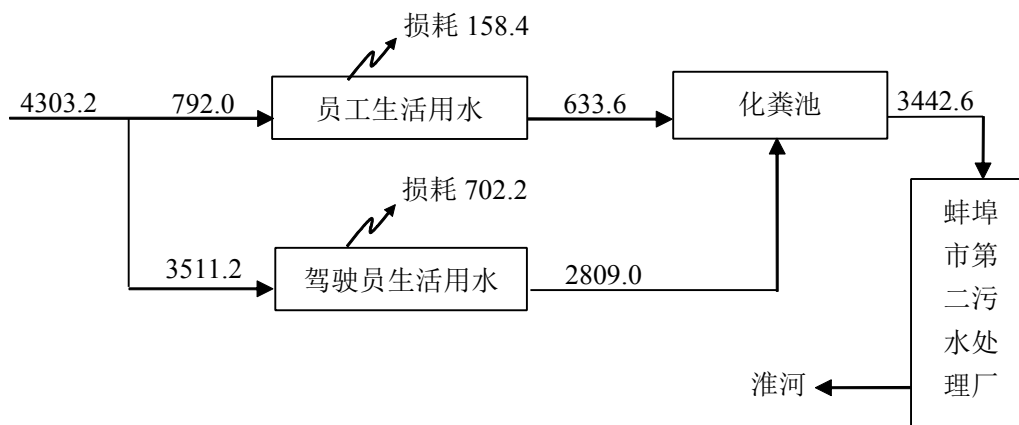 损耗 158.4
4303.2
792.0
员工生活用水
633.6
化粪池
3442.6
损耗 702.2
3511.2
驾驶员生活用水
2809.0
蚌埠
市第
二污
水处
理厂
淮河